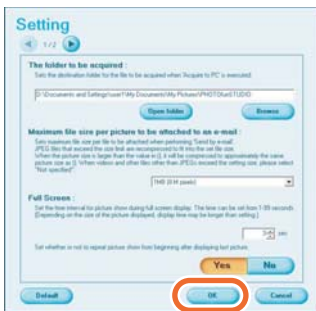 Setting
1/2
The folder to be acquired :
Sets the destination folder for the file to be acquired when "Acquire to PC" is executed.
D:\Documents and Settings\user1\My Documents\My Pictures\PHOTOfunSTUDIO
Open folder
Browse
Maximum file size per picture to be attached to an e-mail :
Sets maximum file size per file to be attached when performing "Send by e-mail".
JPEG files that exceed the size limit are recompressed to fit into the set file size.
When the picture size is larger than the value in (), it will be compressed to approximately the same
picture size as (). When videos and other files other than JPEGs exceed the setting size, please select
"Not specified".
1MB (0.M pixels)
Full Screen :
Set the time interval for picture show during full screen display. The time can be set from 1-99 seconds
(Depending on the size of the picture displayed, display time may be longer than setting.)
sec
Set whether or not to repeat picture show from beginning after displaying last picture.
Yes
No
Default
OK
Cancel